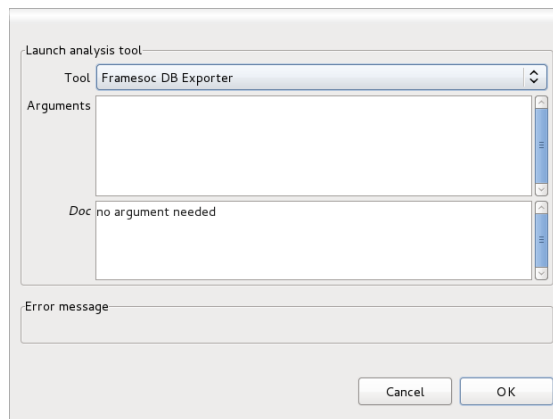 Launch analysis tool
Tool Framesoc DB Exporter
Arguments
Doc no argument needed
Error message
Cancel OK